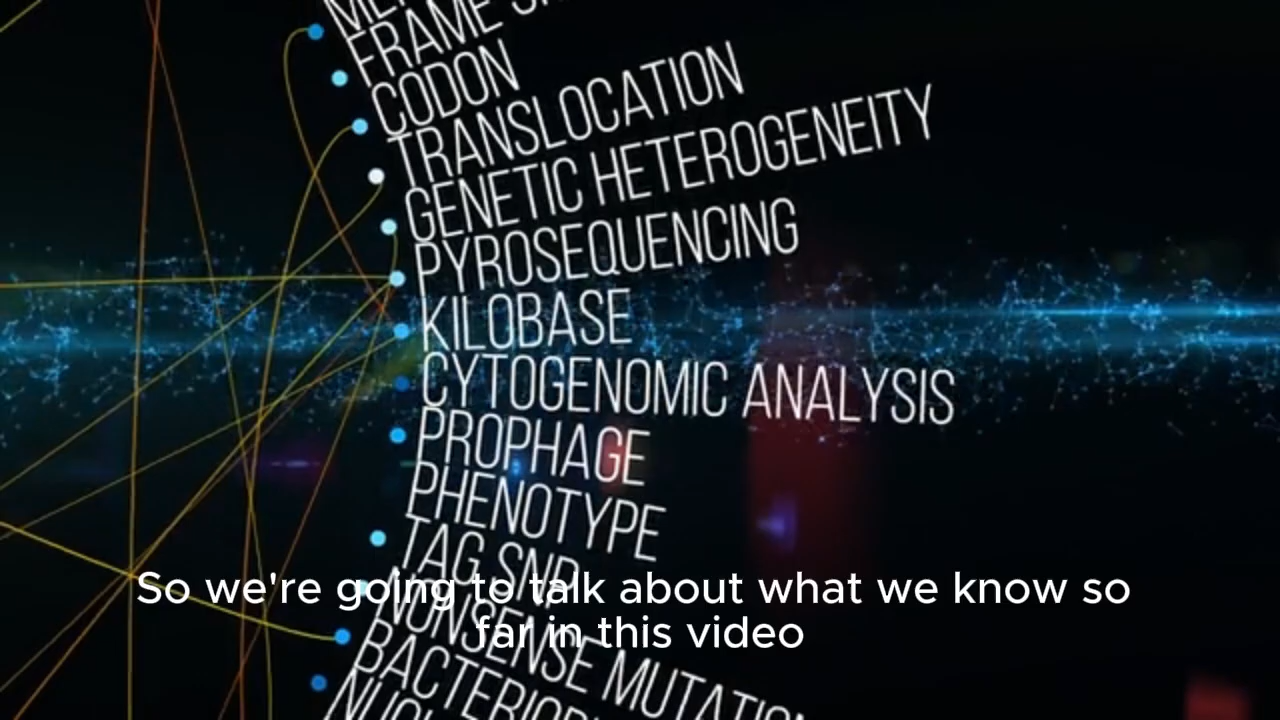 CODON
TRANSLOCATION
GENETIC HETEROGENEITY
PYROSEQUENCING
KILOBASE
CYTOGENOMIC ANALYSIS
PROPHAGE
PHENOTYPE
TAG SNP
NONSENSE MUTATION
So we're going to talk about what we know so
far in this video